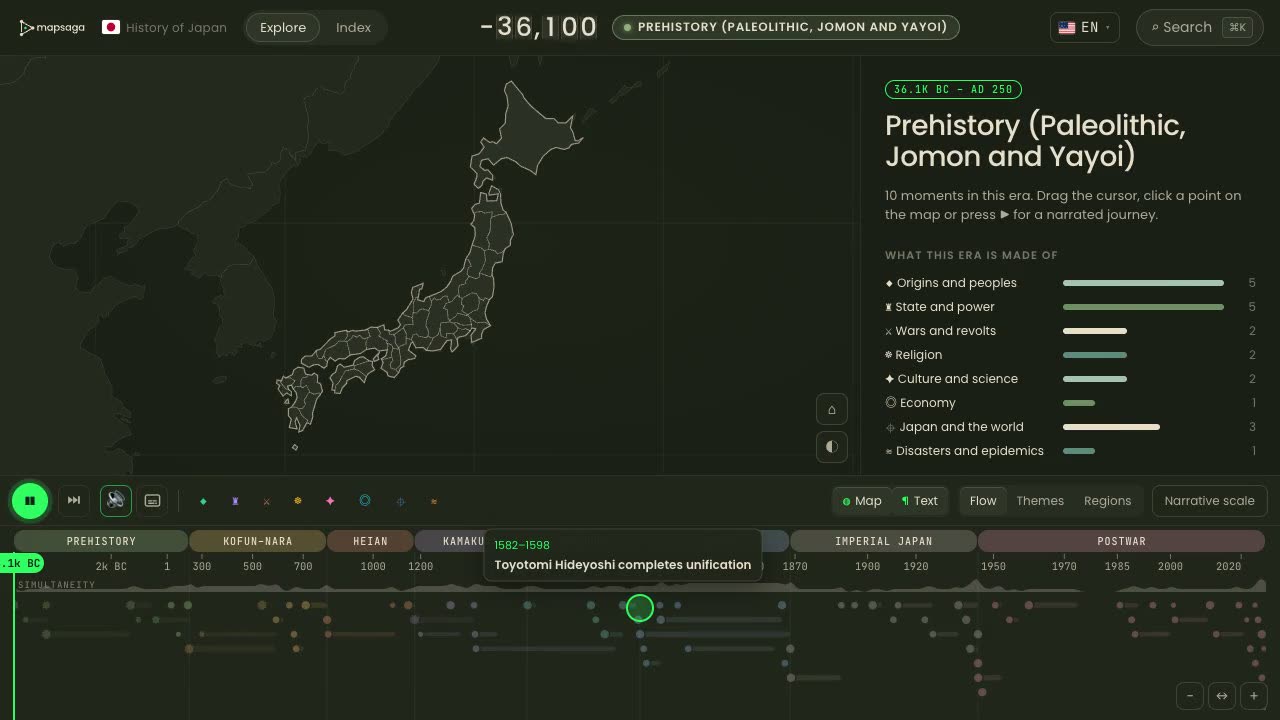 mapsaga
History of Japan
Explore
Index
-36,100
PREHISTORY (PALEOLITHIC, JOMON AND YAYOI)
EN
Search
⌘K
36.1K BC – AD 250
Prehistory (Paleolithic,
Jomon and Yayoi)
10 moments in this era. Drag the cursor, click a point on
the map or press ▶ for a narrated journey.
WHAT THIS ERA IS MADE OF
Origins and peoples 5
State and power 5
Wars and revolts 2
Religion 2
Culture and science 2
Economy 1
Japan and the world 3
Disasters and epidemics 1
Map
Text
Flow
Themes
Regions
Narrative scale
PREHISTORY
KOFUN–NARA
HEIAN
KAMAKU
IMPERIAL JAPAN
POSTWAR
1582–1598
Toyotomi Hideyoshi completes unification
.1k BC
2k BC 1 300 500 700 1000 1200 1870 1900 1920 1950 1970 1985 2000 2020
SIMULTANEITY